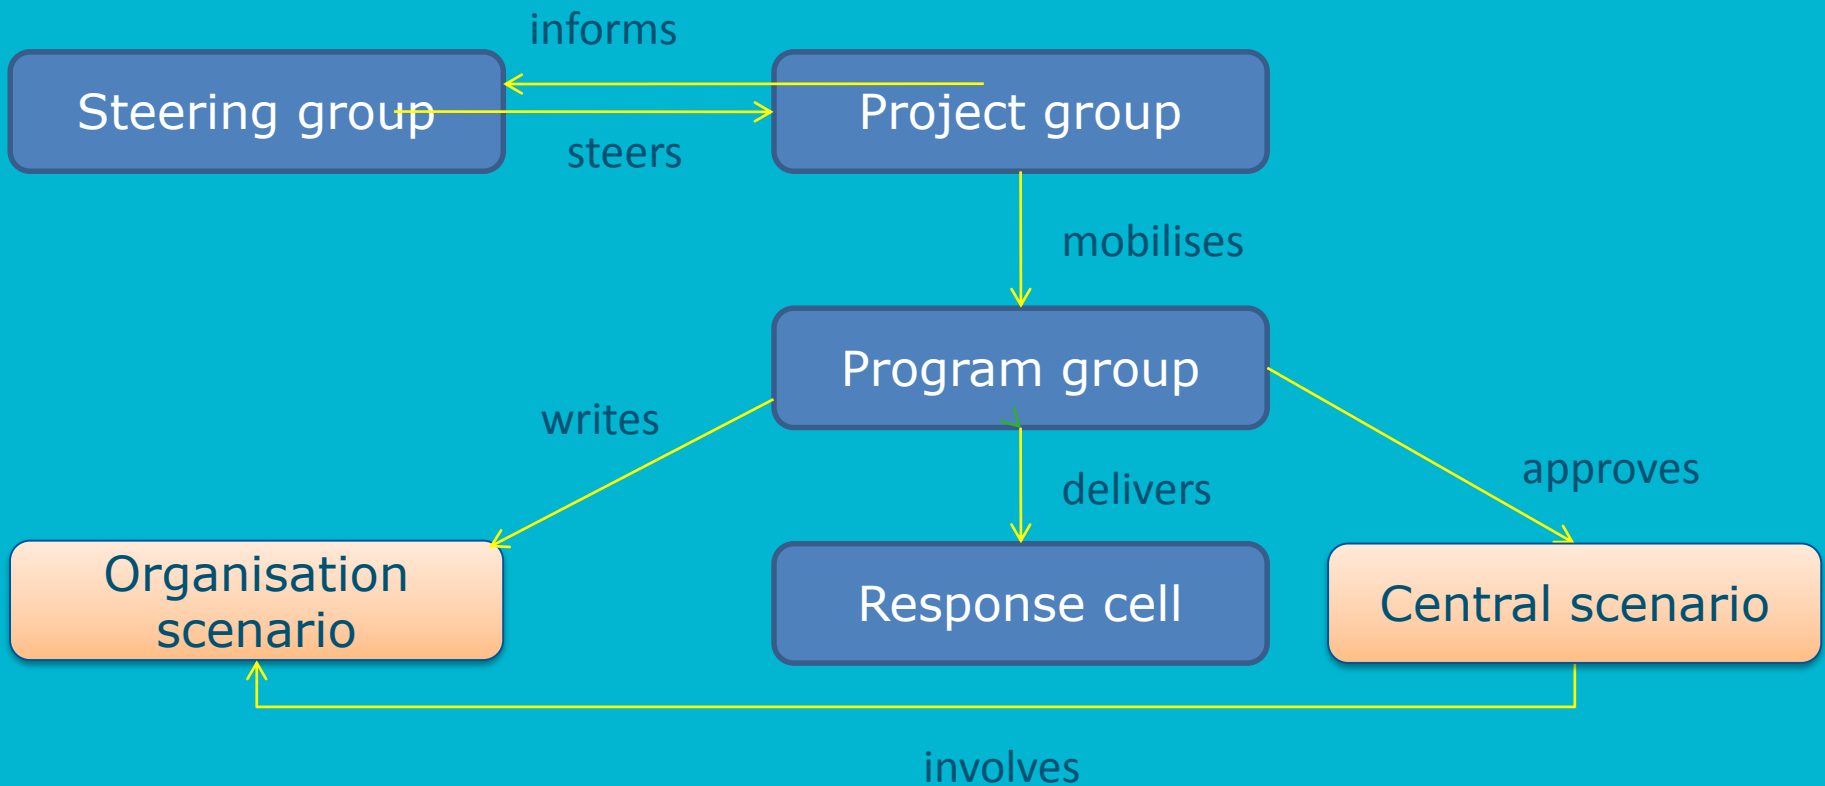 informs
Steering group
Project group
steers
mobilises
Program group
writes
delivers
approves
Organisation
scenario
Response cell
Central scenario
involves